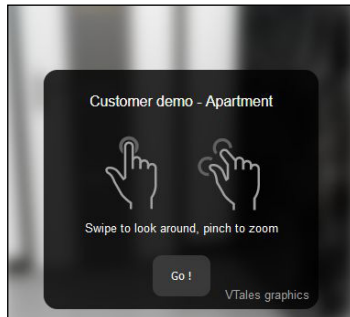 Customer demo - Apartment
Swipe to look around, pinch to zoom
Go !
VTales graphics